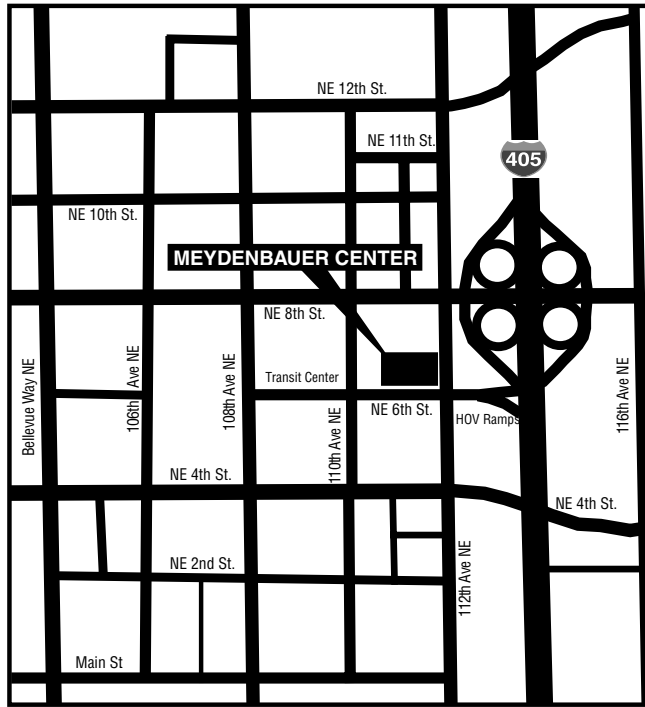 NE 12th St.
NE 11th St.
405
NE 10th St.
MEYDENBAUER CENTER
NE 8th St.
Bellevue Way NE
106th Ave NE
108th Ave NE
Transit Center
110th Ave NE
NE 6th St.
HOV Ramps
116th Ave NE
NE 4th St.
NE 4th St.
NE 2nd St.
112th Ave NE
Main St